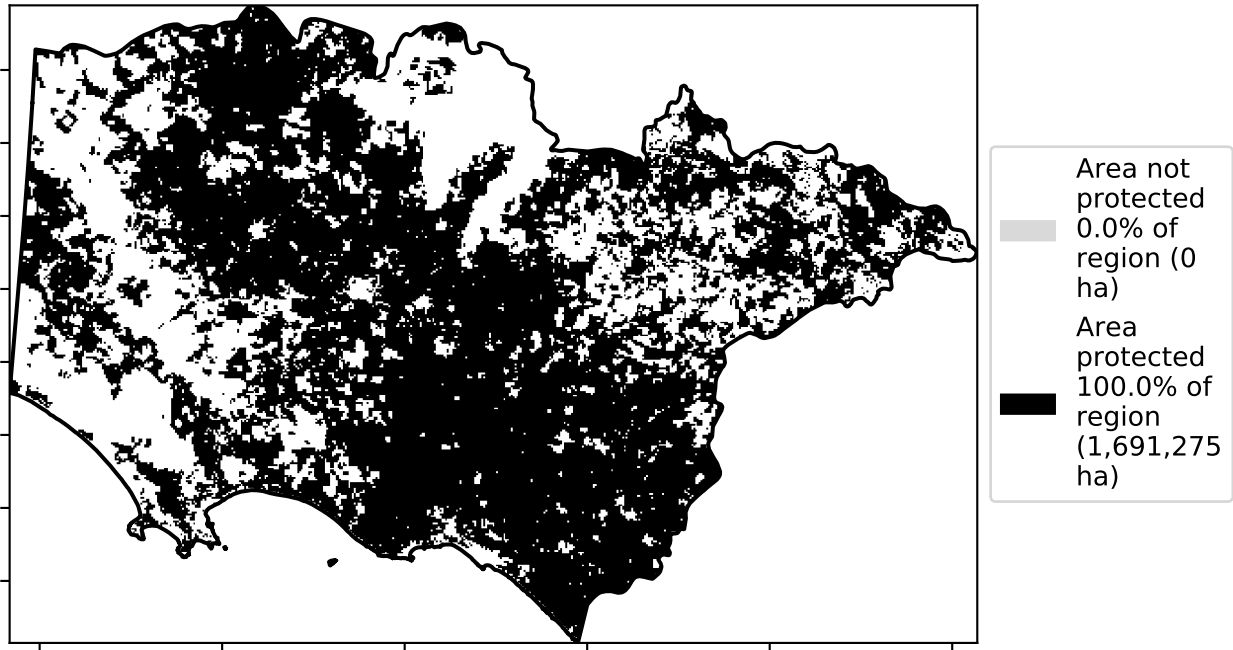 Area not
protected
0.0% of
region (0
ha)
Area
protected
100.0% of
region
(1,691,275
ha)